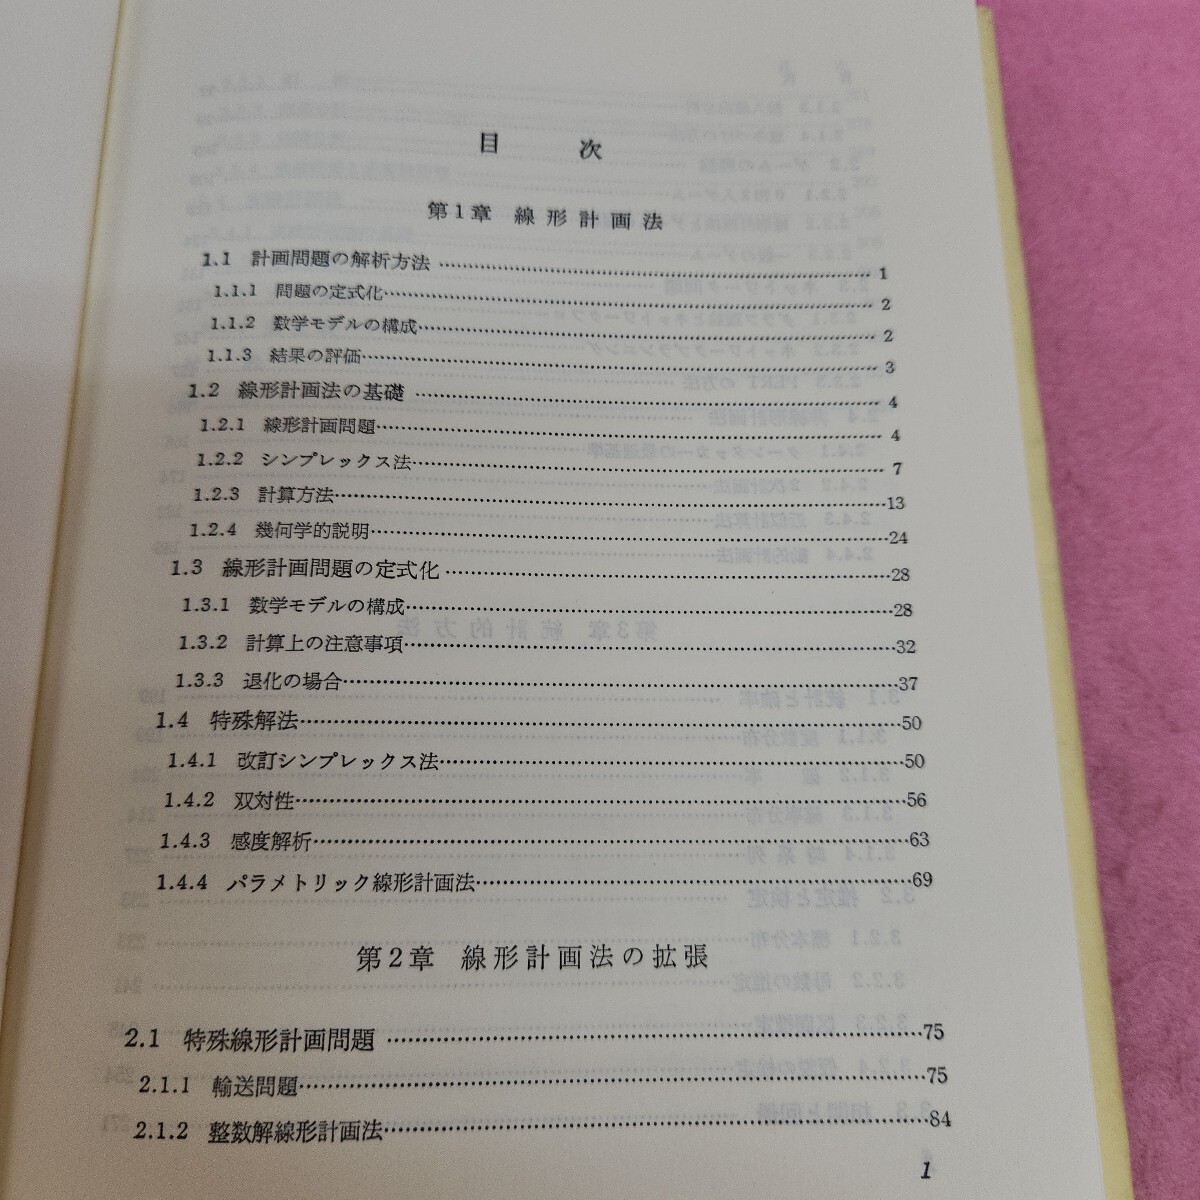 目　次
第1章　線形計画法
1.1　計画問題の解析方法 …… 1
1.1.1　問題の定式化…… 2
1.1.2　数学モデルの構成…… 2
1.1.3　結果の評価…… 3
1.2　線形計画法の基礎 …… 4
1.2.1　線形計画問題…… 4
1.2.2　シンプレックス法…… 7
1.2.3　計算方法……13
1.2.4　幾何学的説明……24
1.3　線形計画問題の定式化 ……28
1.3.1　数学モデルの構成……28
1.3.2　計算上の注意事項……32
1.3.3　退化の場合……37
1.4　特殊解法……50
1.4.1　改訂シンプレックス法……50
1.4.2　双対性……56
1.4.3　感度解析……63
1.4.4　パラメトリック線形計画法……69
第2章　線形計画法の拡張
2.1　特殊線形計画問題 ……75
2.1.1　輸送問題……75
2.1.2　整数解線形計画法……84
1